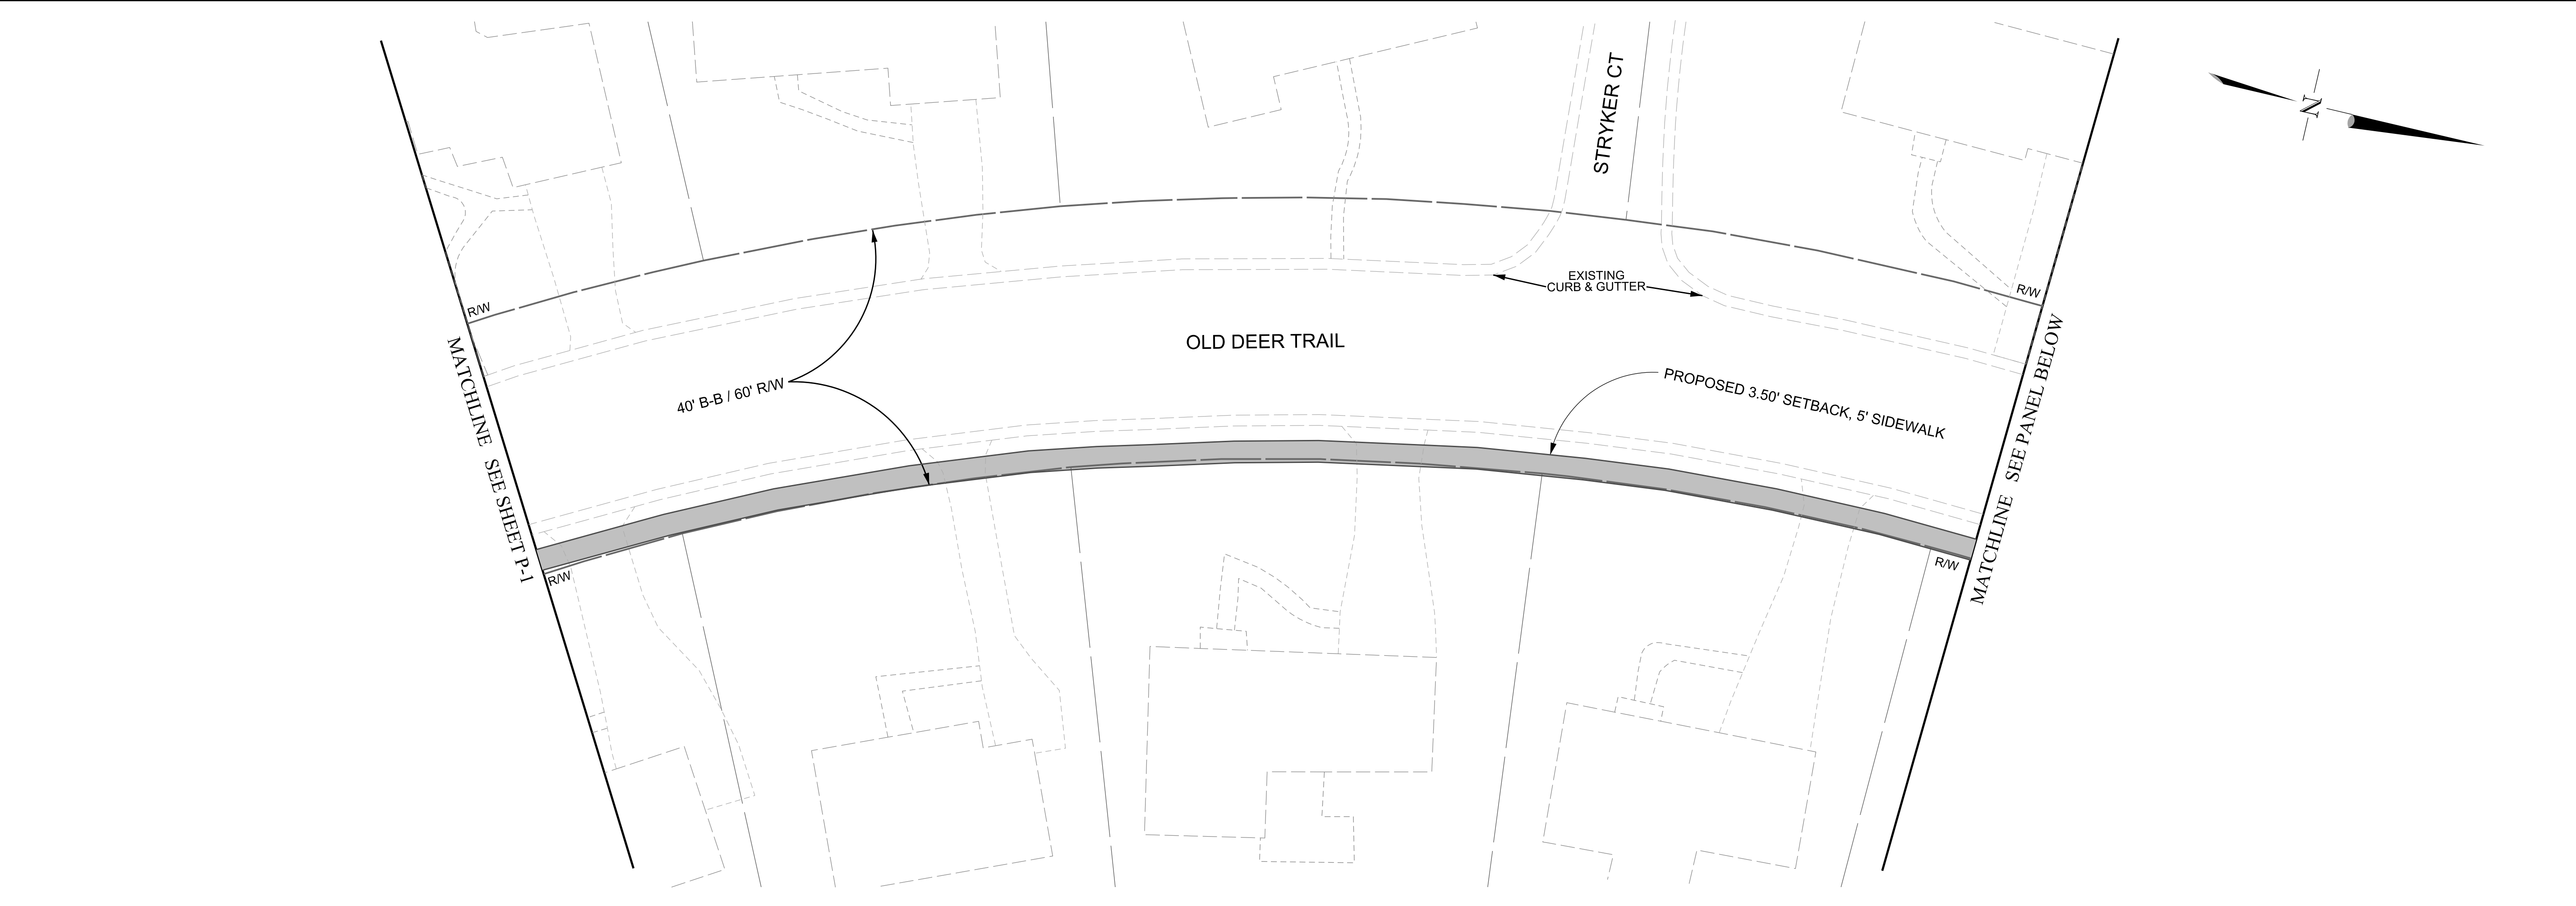 STRYKER CT
N
EXISTING
CURB & GUTTER
R/W
R/W
OLD DEER TRAIL
40' B-B / 60' R/W
PROPOSED 3.50' SETBACK, 5' SIDEWALK
MATCHLINE SEE SHEET P-1
MATCHLINE SEE PANEL BELOW
R/W
R/W